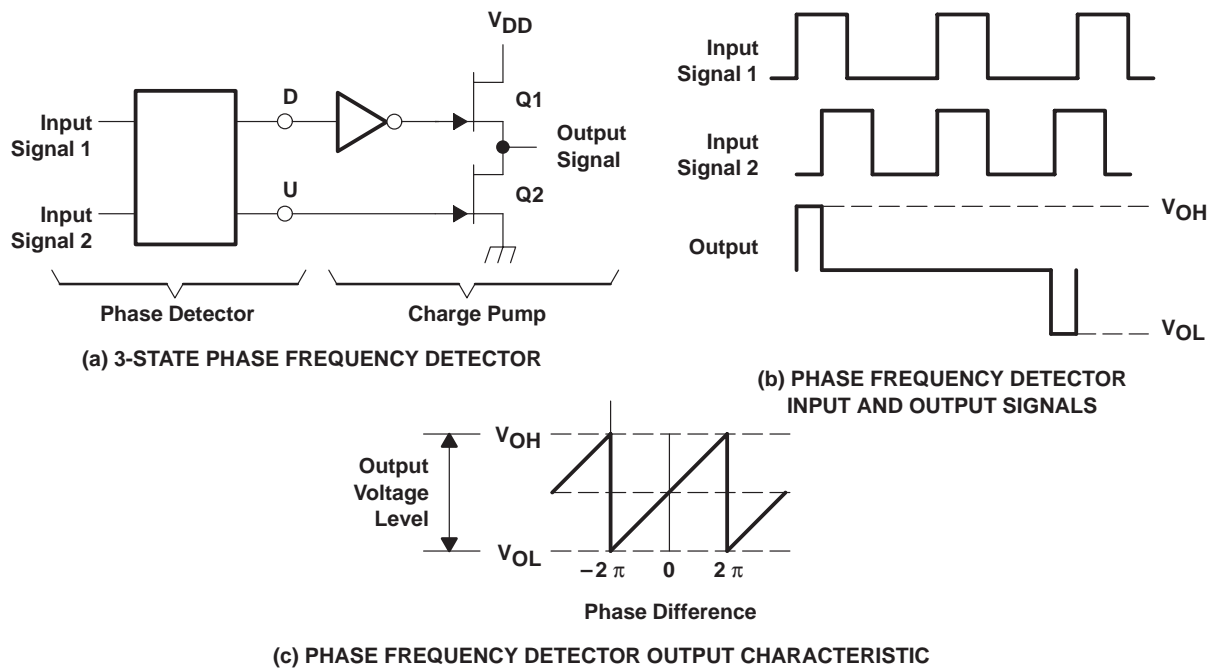 VDD
D
Q1
Input
Signal 1
Output
Signal
U
Q2
Input
Signal 2
Phase Detector
Charge Pump
(a) 3-STATE PHASE FREQUENCY DETECTOR
Input
Signal 1
Input
Signal 2
VOH
Output
VOL
(b) PHASE FREQUENCY DETECTOR
INPUT AND OUTPUT SIGNALS
VOH
Output
Voltage
Level
VOL
−2 π
0
2 π
Phase Difference
(c) PHASE FREQUENCY DETECTOR OUTPUT CHARACTERISTIC